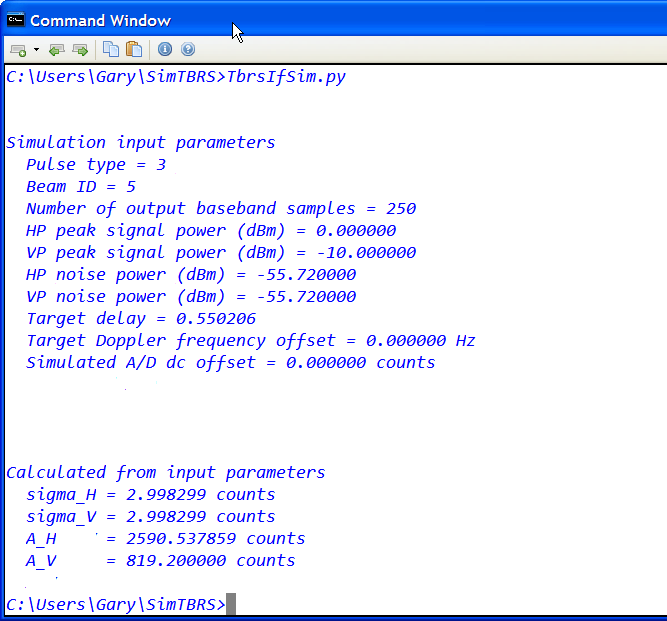 Command Window
C:\Users\Gary\SimTBRS>TbrsIfSim.py
Simulation input parameters
Pulse type = 3
Beam ID = 5
Number of output baseband samples = 250
HP peak signal power (dBm) = 0.000000
VP peak signal power (dBm) = -10.000000
HP noise power (dBm) = -55.720000
VP noise power (dBm) = -55.720000
Target delay = 0.550206
Target Doppler frequency offset = 0.000000 Hz
Simulated A/D dc offset = 0.000000 counts
Calculated from input parameters
sigma_H = 2.998299 counts
sigma_V = 2.998299 counts
A_H = 2590.537859 counts
A_V = 819.200000 counts
C:\Users\Gary\SimTBRS>